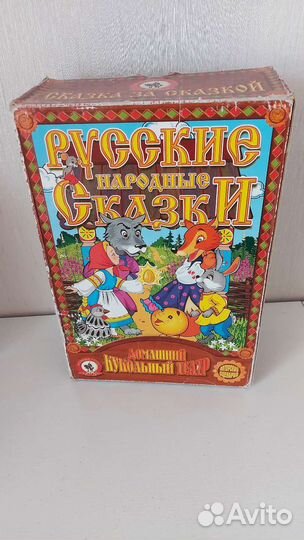 СКАЗКА ЗА СКАЗКОЙ
РУССКИЕ
НАРОДНЫЕ
СКАЗКИ
ДОМАШНИЙ
КУКОЛЬНЫЙ ТЕАТР
Avito